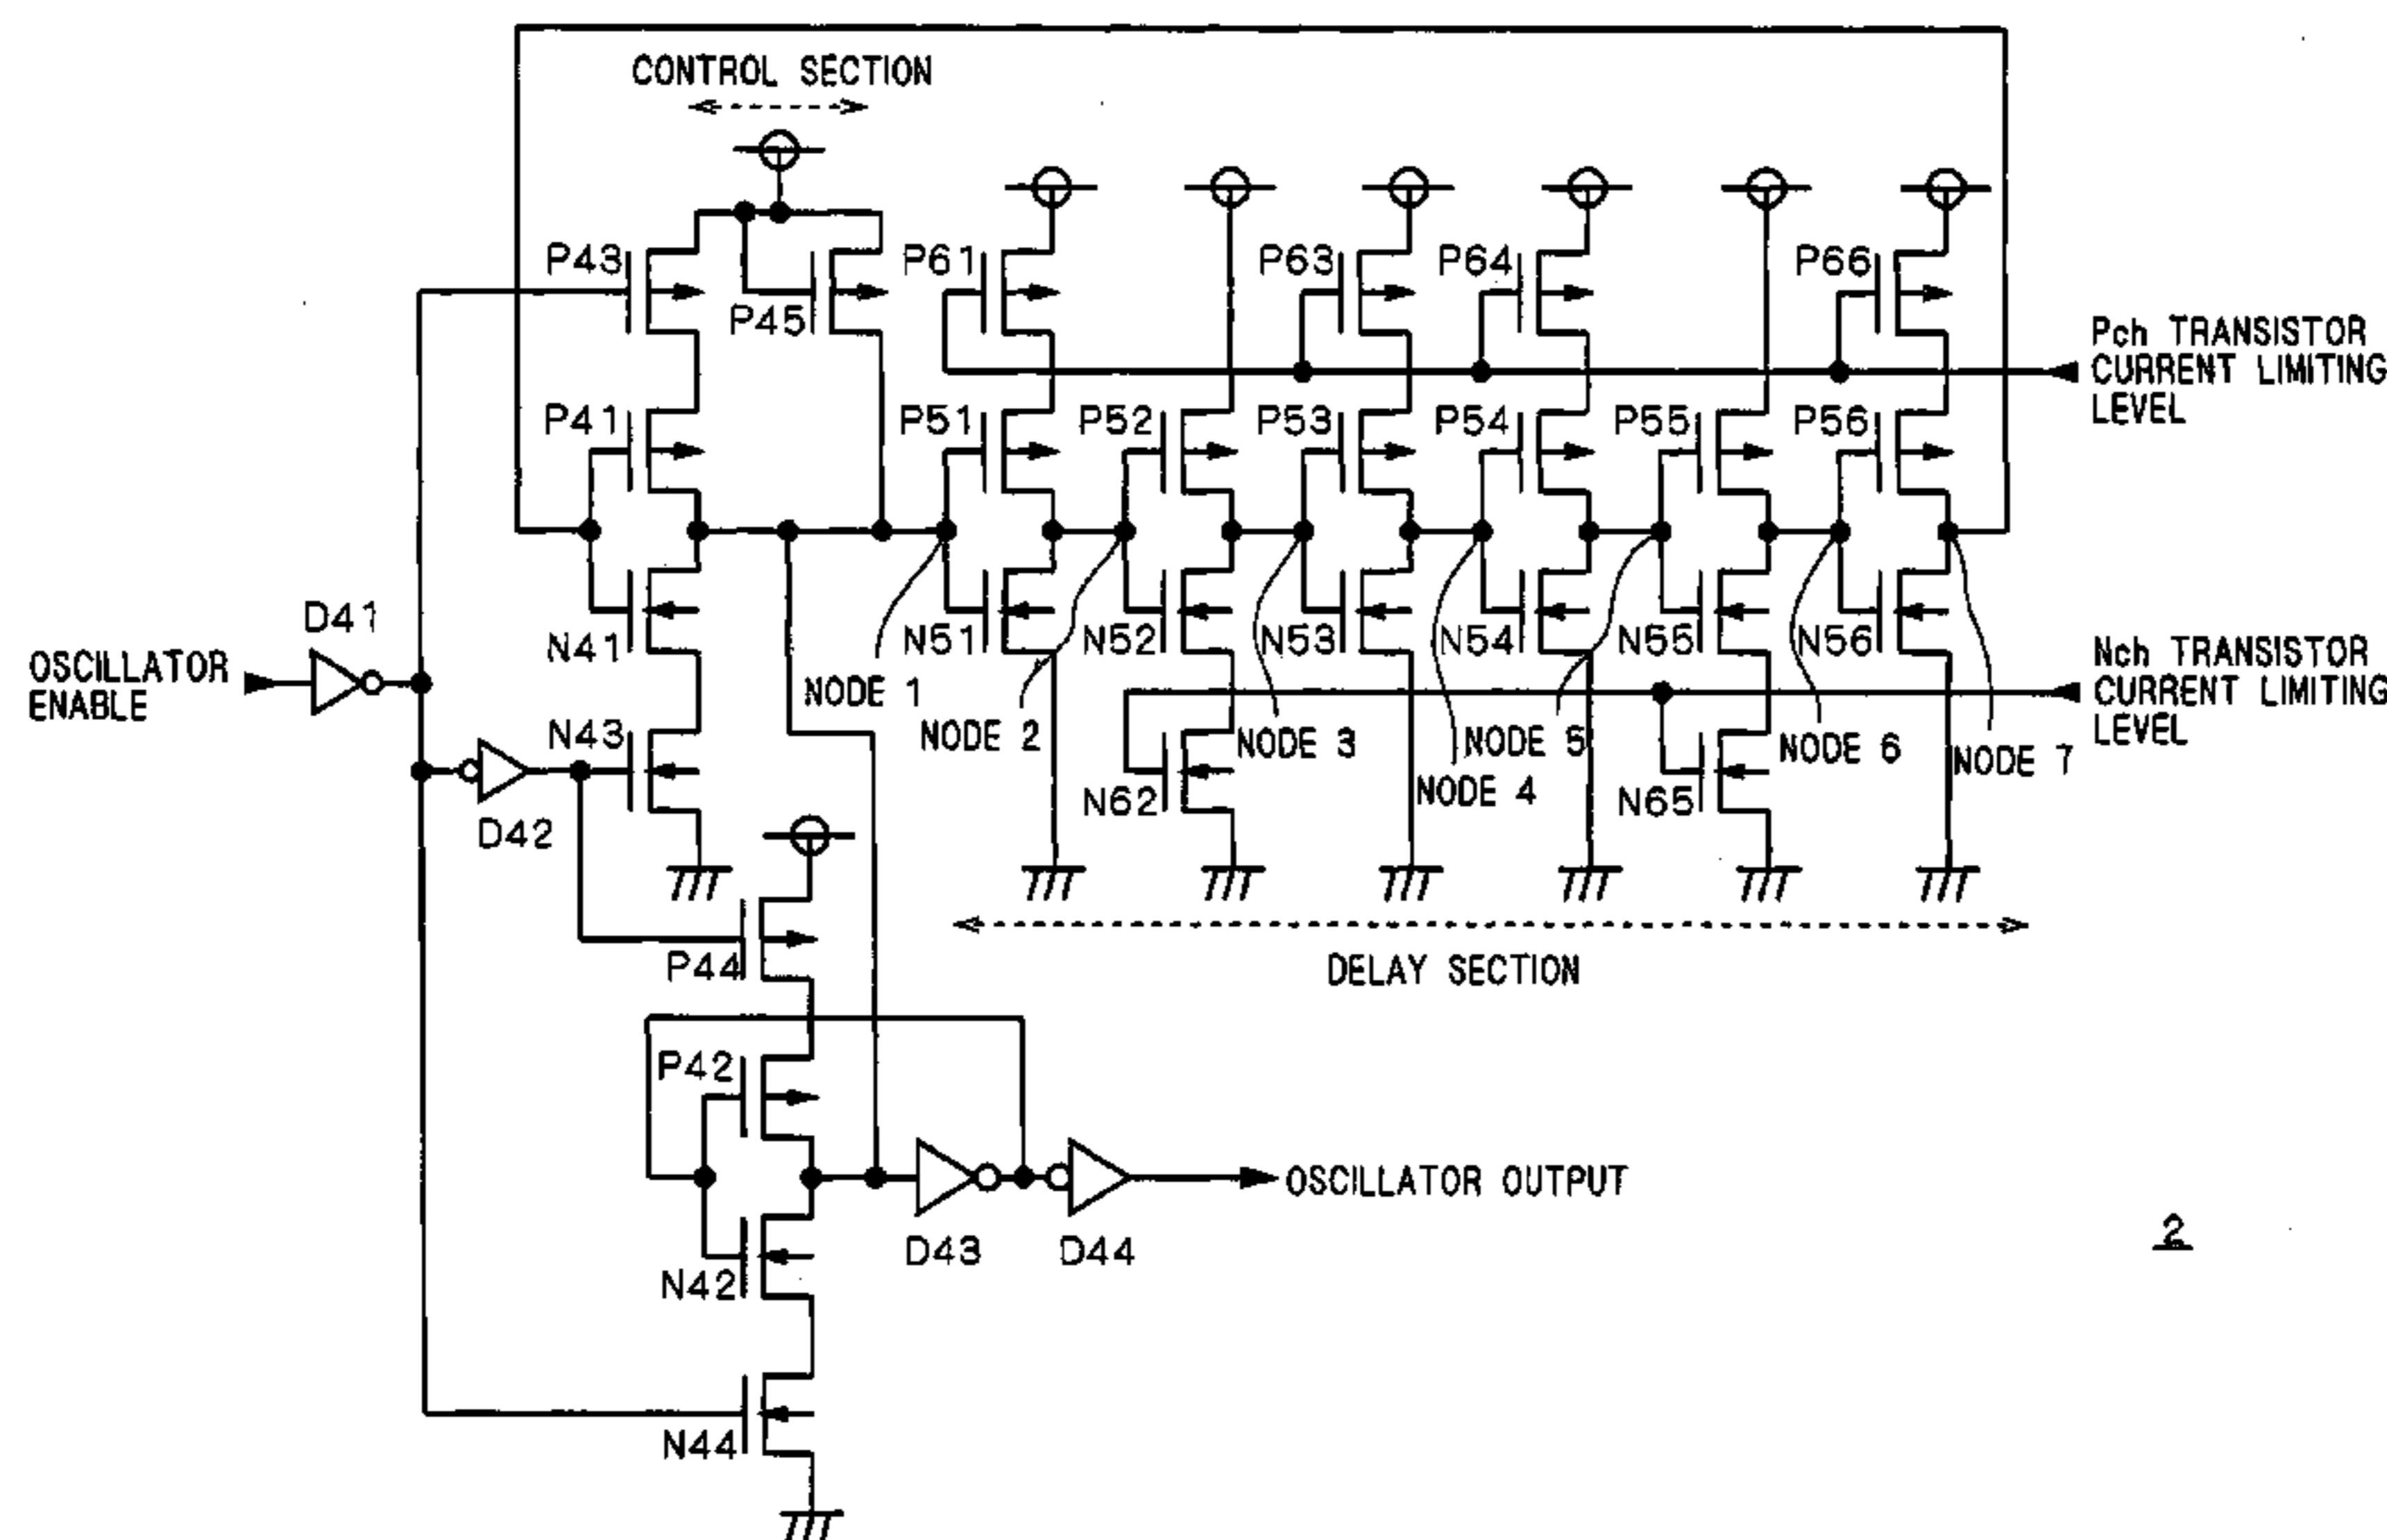 CONTROL SECTION
P43
P45
P61
P63
P64
P66
Pch TRANSISTOR
CURRENT LIMITING
LEVEL
P41
P51
P52
P53
P54
P55
P56
D41
N41
N51
N52
N53
N54
N55
N56
OSCILLATOR
ENABLE
Nch TRANSISTOR
CURRENT LIMITING
LEVEL
NODE 1
NODE 2
NODE 3
NODE 4
NODE 5
NODE 6
NODE 7
N43
D42
N62
N65
P44
DELAY SECTION
P42
OSCILLATOR OUTPUT
D43
D44
N42
N44
2